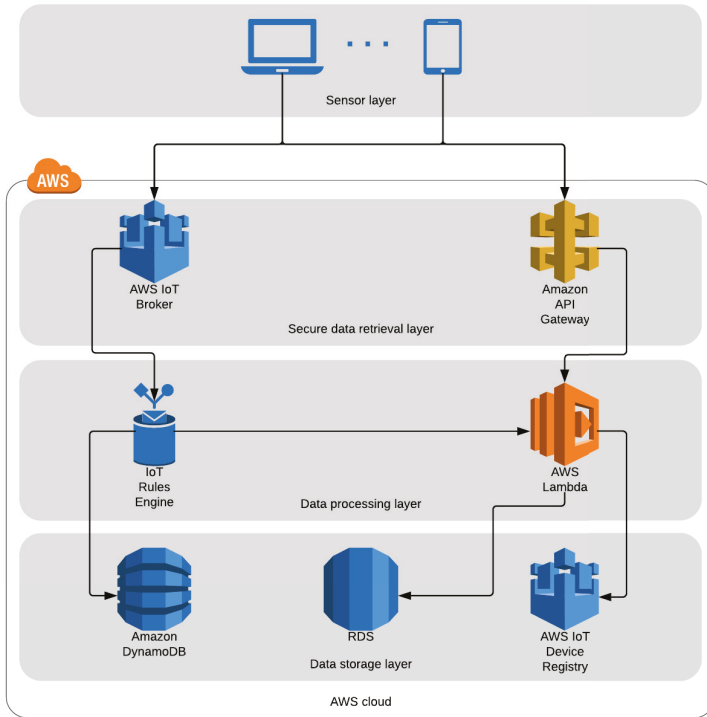 Sensor layer
AWS
AWS IoT
Broker
Amazon
API
Gateway
Secure data retrieval layer
IoT
Rules
Engine
AWS
Lambda
Data processing layer
Amazon
DynamoDB
RDS
AWS IoT
Device
Registry
Data storage layer
AWS cloud